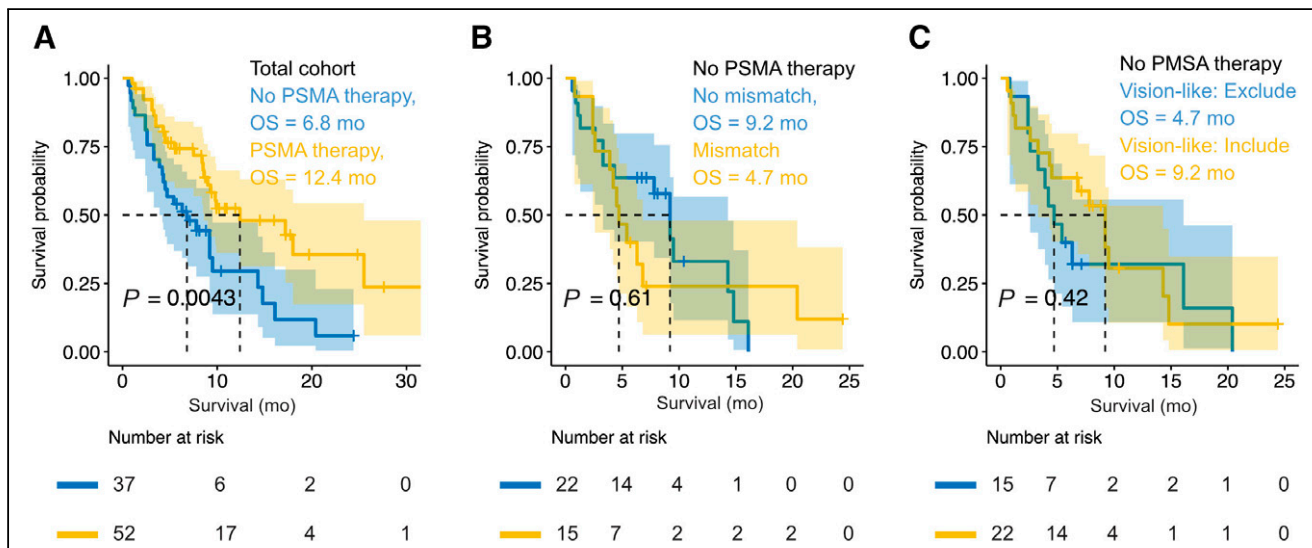 A
Total cohort
No PSMA therapy,
OS = 6.8 mo
PSMA therapy,
OS = 12.4 mo
1.00
0.75
0.50
0.25
0.00
Survival probability
P = 0.0043
0 10 20 30
Survival (mo)
Number at risk
37 6 2 0
52 17 4 1
B
No PSMA therapy
No mismatch,
OS = 9.2 mo
Mismatch
OS = 4.7 mo
1.00
0.75
0.50
0.25
0.00
Survival probability
P = 0.61
0 5 10 15 20 25
Survival (mo)
Number at risk
22 14 4 1 0 0
15 7 2 2 2 0
C
No PMSA therapy
Vision-like: Exclude
OS = 4.7 mo
Vision-like: Include
OS = 9.2 mo
1.00
0.75
0.50
0.25
0.00
Survival probability
P = 0.42
0 5 10 15 20 25
Survival (mo)
Number at risk
15 7 2 2 1 0
22 14 4 1 1 0